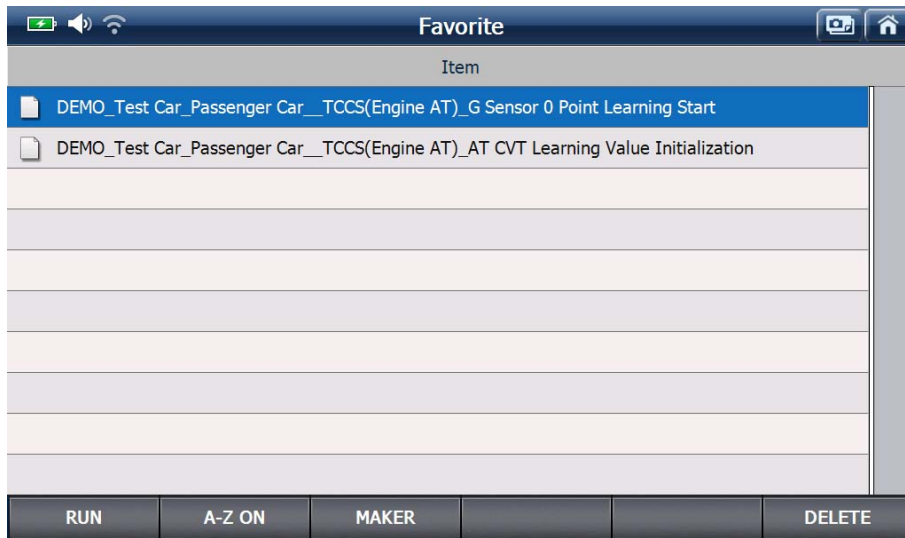 Favorite
Item
DEMO_Test Car_Passenger Car__TCCS(Engine AT)_G Sensor 0 Point Learning Start
DEMO_Test Car_Passenger Car__TCCS(Engine AT)_AT CVT Learning Value Initialization
RUN A-Z ON MAKER DELETE